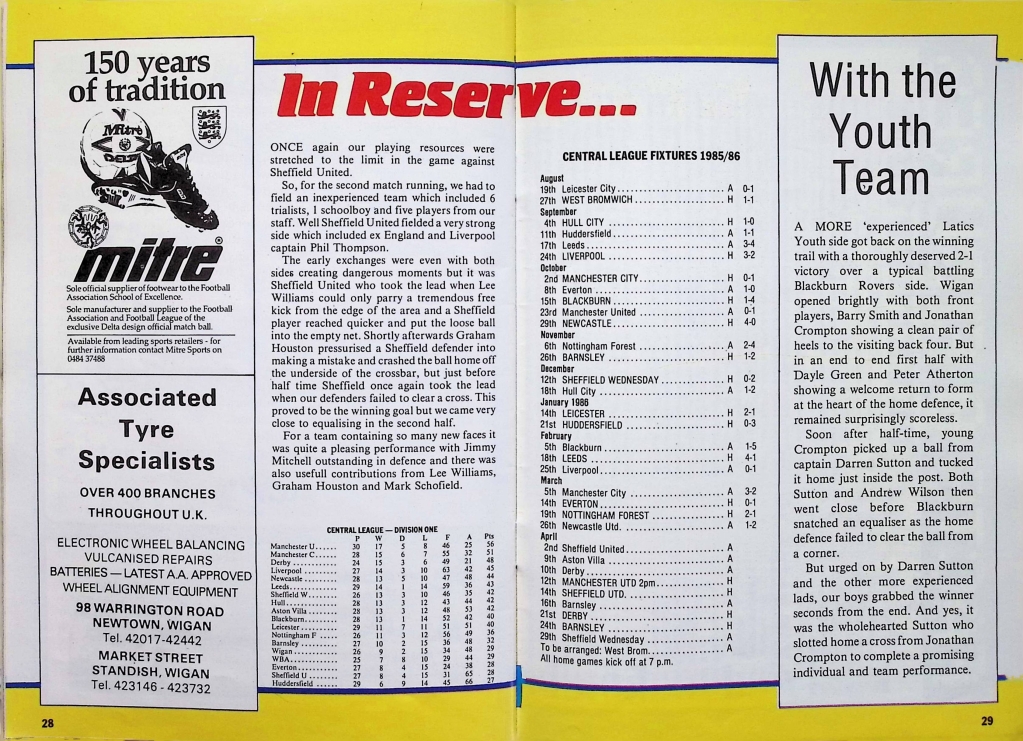 150 years
of tradition
Mitre
DELTA
mitre®
Sole official supplier of footwear to the Football
Association School of Excellence.
Sole manufacturer and supplier to the Football
Association and Football League of the
exclusive Delta design official match ball.
Available from leading sports retailers - for
further information contact Mitre Sports on
0484 37488
Associated
Tyre
Specialists
OVER 400 BRANCHES
THROUGHOUT U.K.
ELECTRONIC WHEEL BALANCING
VULCANISED REPAIRS
BATTERIES — LATEST A.A. APPROVED
WHEEL ALIGNMENT EQUIPMENT
98 WARRINGTON ROAD
NEWTOWN, WIGAN
Tel. 42017-42442
MARKET STREET
STANDISH, WIGAN
Tel. 423146 - 423732
28
In Reserve...
ONCE again our playing resources were
stretched to the limit in the game against
Sheffield United.
So, for the second match running, we had to
field an inexperienced team which included 6
trialists, 1 schoolboy and five players from our
staff. Well Sheffield United fielded a very strong
side which included ex England and Liverpool
captain Phil Thompson.
The early exchanges were even with both
sides creating dangerous moments but it was
Sheffield United who took the lead when Lee
Williams could only parry a tremendous free
kick from the edge of the area and a Sheffield
player reached quicker and put the loose ball
into the empty net. Shortly afterwards Graham
Houston pressurised a Sheffield defender into
making a mistake and crashed the ball home off
the underside of the crossbar, but just before
half time Sheffield once again took the lead
when our defenders failed to clear a cross. This
proved to be the winning goal but we came very
close to equalising in the second half.
For a team containing so many new faces it
was quite a pleasing performance with Jimmy
Mitchell outstanding in defence and there was
also usefull contributions from Lee Williams,
Graham Houston and Mark Schofield.
CENTRAL LEAGUE — DIVISION ONE
P W D L F A Pts
Manchester U...... 30 17 5 8 46 25 56
Manchester C...... 28 15 6 7 55 32 51
Derby ............ 24 15 3 6 49 21 48
Liverpool ........ 27 14 3 10 63 42 45
Newcastle ........ 28 13 5 10 47 48 44
Leeds............. 29 14 1 14 59 36 43
Sheffield W....... 26 13 3 10 46 35 42
Hull.............. 28 13 3 12 43 44 42
Aston Villa ...... 28 13 3 12 48 53 42
Blackburn......... 28 13 1 14 52 42 40
Leicester ........ 29 11 7 11 51 51 40
Nottingham F ..... 26 11 3 12 56 49 36
Barnsley ......... 27 10 2 15 36 48 32
Wigan ............ 26 9 2 15 34 48 29
WBA............... 25 7 8 10 29 44 29
Everton........... 27 8 4 15 24 38 28
Sheffield U ...... 27 8 4 15 31 65 28
Huddersfield ..... 29 6 9 14 45 66 27
CENTRAL LEAGUE FIXTURES 1985/86
August
19th Leicester City........ A 0-1
27th WEST BROMWICH ........ H 1-1
September
4th HULL CITY ........ H 1-0
11th Huddersfield........ A 1-1
17th Leeds........ A 3-4
24th LIVERPOOL ........ H 3-2
October
2nd MANCHESTER CITY........ H 0-1
8th Everton ........ A 1-0
15th BLACKBURN ........ H 1-4
23rd Manchester United ........ A 0-1
29th NEWCASTLE........ H 4-0
November
6th Nottingham Forest ........ A 2-4
26th BARNSLEY ........ H 1-2
December
12th SHEFFIELD WEDNESDAY ........ H 0-2
18th Hull City ........ A 1-2
January 1986
14th LEICESTER ........ H 2-1
21st HUDDERSFIELD ........ H 0-3
February
5th Blackburn ........ A 1-5
18th LEEDS ........ H 4-1
25th Liverpool ........ A 0-1
March
5th Manchester City ........ A 3-2
14th EVERTON ........ H 0-1
19th NOTTINGHAM FOREST ........ H 2-1
26th Newcastle Utd. ........ A 1-2
April
2nd Sheffield United........ A
9th Aston Villa ........ A
10th Derby ........ A
12th MANCHESTER UTD 2pm........ H
14th SHEFFIELD UTD. ........ H
16th Barnsley ........ A
21st DERBY ........ H
24th BARNSLEY ........ H
29th Sheffield Wednesday ........ A
To be arranged: West Brom........ A
All home games kick off at 7 p.m.
With the
Youth
Team
A MORE 'experienced' Latics
Youth side got back on the winning
trail with a thoroughly deserved 2-1
victory over a typical battling
Blackburn Rovers side. Wigan
opened brightly with both front
players, Barry Smith and Jonathan
Crompton showing a clean pair of
heels to the visiting back four. But
in an end to end first half with
Dayle Green and Peter Atherton
showing a welcome return to form
at the heart of the home defence, it
remained surprisingly scoreless.
Soon after half-time, young
Crompton picked up a ball from
captain Darren Sutton and tucked
it home just inside the post. Both
Sutton and Andrew Wilson then
went close before Blackburn
snatched an equaliser as the home
defence failed to clear the ball from
a corner.
But urged on by Darren Sutton
and the other more experienced
lads, our boys grabbed the winner
seconds from the end. And yes, it
was the wholehearted Sutton who
slotted home a cross from Jonathan
Crompton to complete a promising
individual and team performance.
29